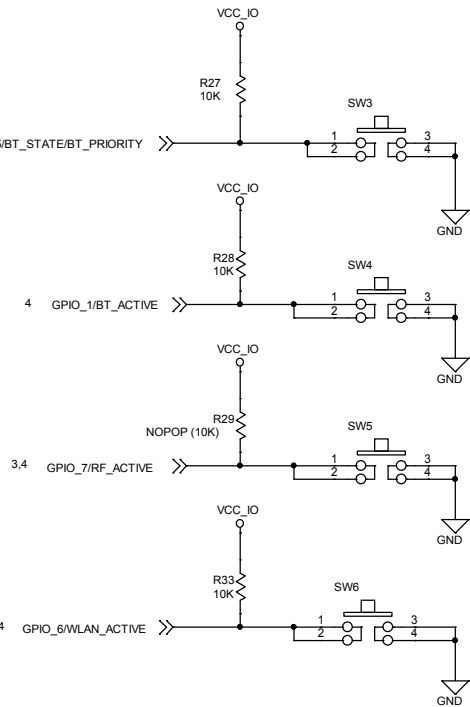 VCC_IO
R27
10K
SW3
1 3
2 4
/BT_STATE/BT_PRIORITY
GND
VCC_IO
R28
10K
SW4
1 3
2 4
4 GPIO_1/BT_ACTIVE
GND
VCC_IO
R29
NOPOP (10K)
SW5
1 3
2 4
3,4 GPIO_7/RF_ACTIVE
GND
VCC_IO
R33
10K
SW6
1 3
2 4
4 GPIO_6/WLAN_ACTIVE
GND